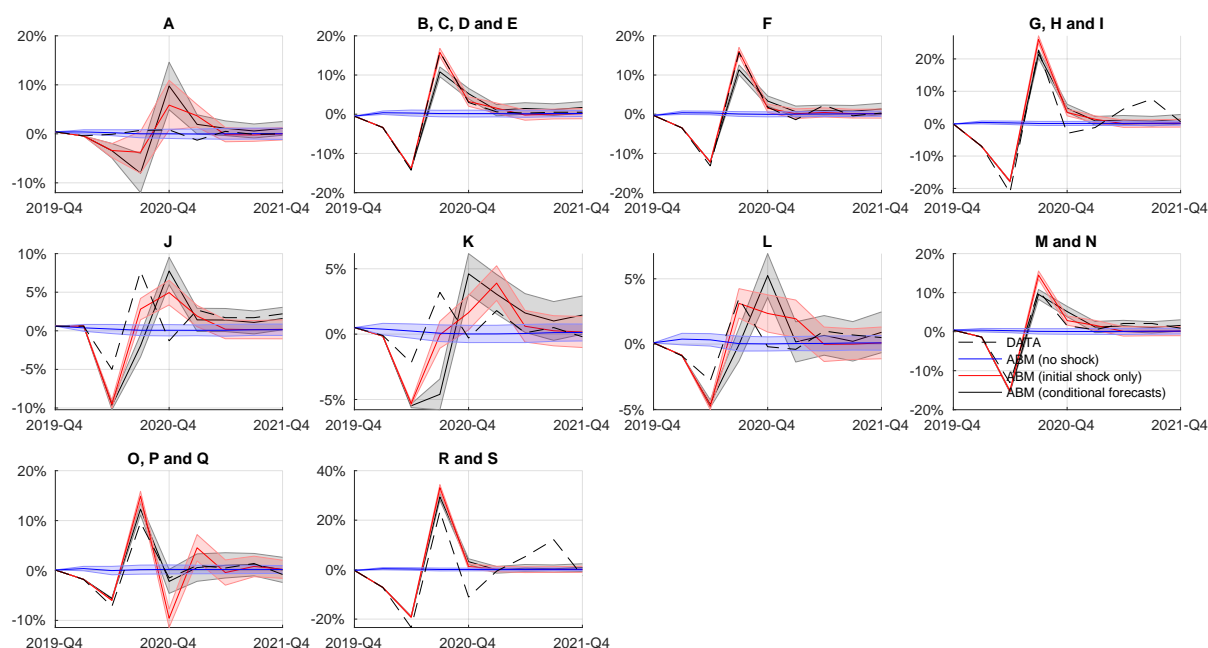 A
20%
10%
0%
-10%
2019-Q4
2020-Q4
2021-Q4
B, C, D and E
20%
10%
0%
-10%
-20%
2019-Q4
2020-Q4
2021-Q4
F
20%
10%
0%
-10%
-20%
2019-Q4
2020-Q4
2021-Q4
G, H and I
20%
10%
0%
-10%
-20%
2019-Q4
2020-Q4
2021-Q4
J
10%
5%
0%
-5%
-10%
2019-Q4
2020-Q4
2021-Q4
K
5%
0%
-5%
2019-Q4
2020-Q4
2021-Q4
L
5%
0%
-5%
2019-Q4
2020-Q4
2021-Q4
M and N
20%
10%
0%
-10%
-20%
2019-Q4
2020-Q4
2021-Q4
DATA
ABM (no shock)
ABM (initial shock only)
ABM (conditional forecasts)
O, P and Q
20%
10%
0%
-10%
2019-Q4
2020-Q4
2021-Q4
R and S
40%
20%
0%
-20%
2019-Q4
2020-Q4
2021-Q4